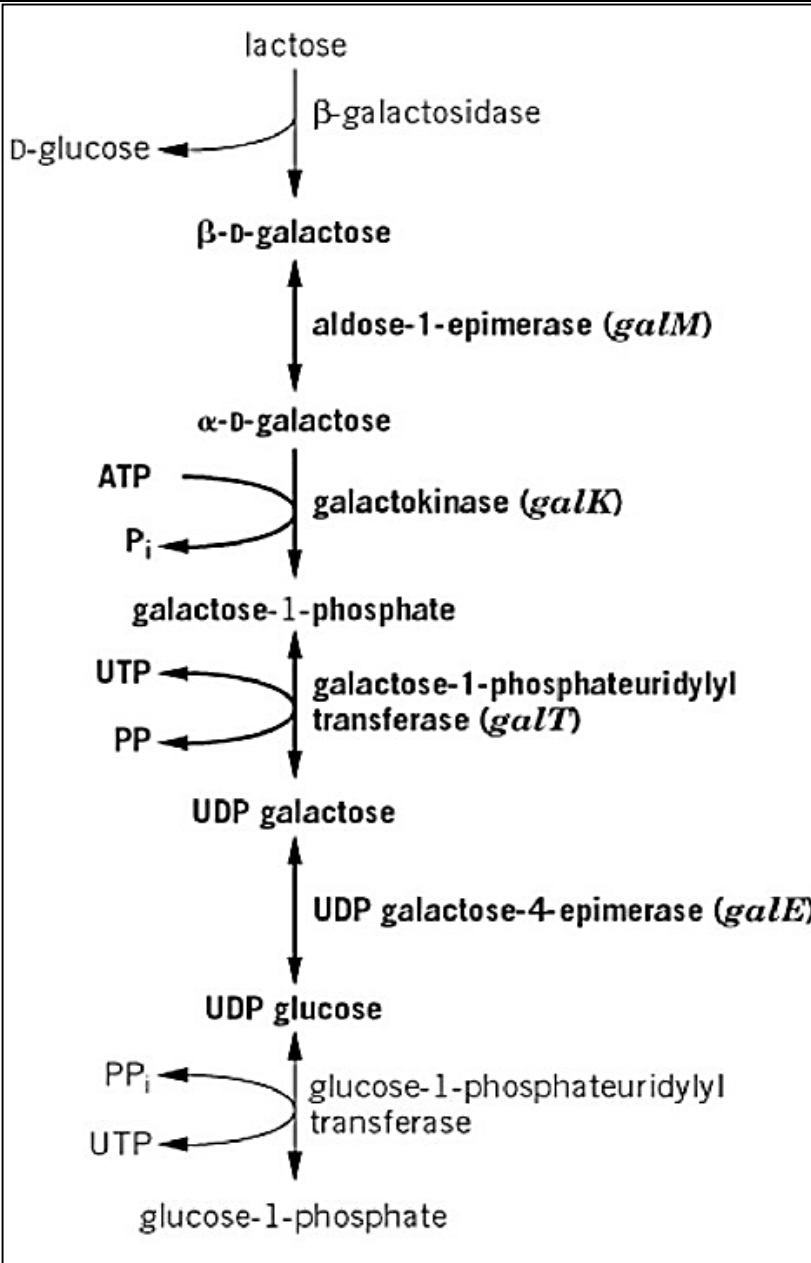 lactose
β-galactosidase
D-glucose
β-D-galactose
aldose-1-epimerase (galM)
α-D-galactose
ATP
galactokinase (galK)
Pi
galactose-1-phosphate
UTP
galactose-1-phosphateuridylyl
transferase (galT)
PP
UDP galactose
UDP galactose-4-epimerase (galE)
UDP glucose
PPi
glucose-1-phosphateuridylyl
transferase
UTP
glucose-1-phosphate